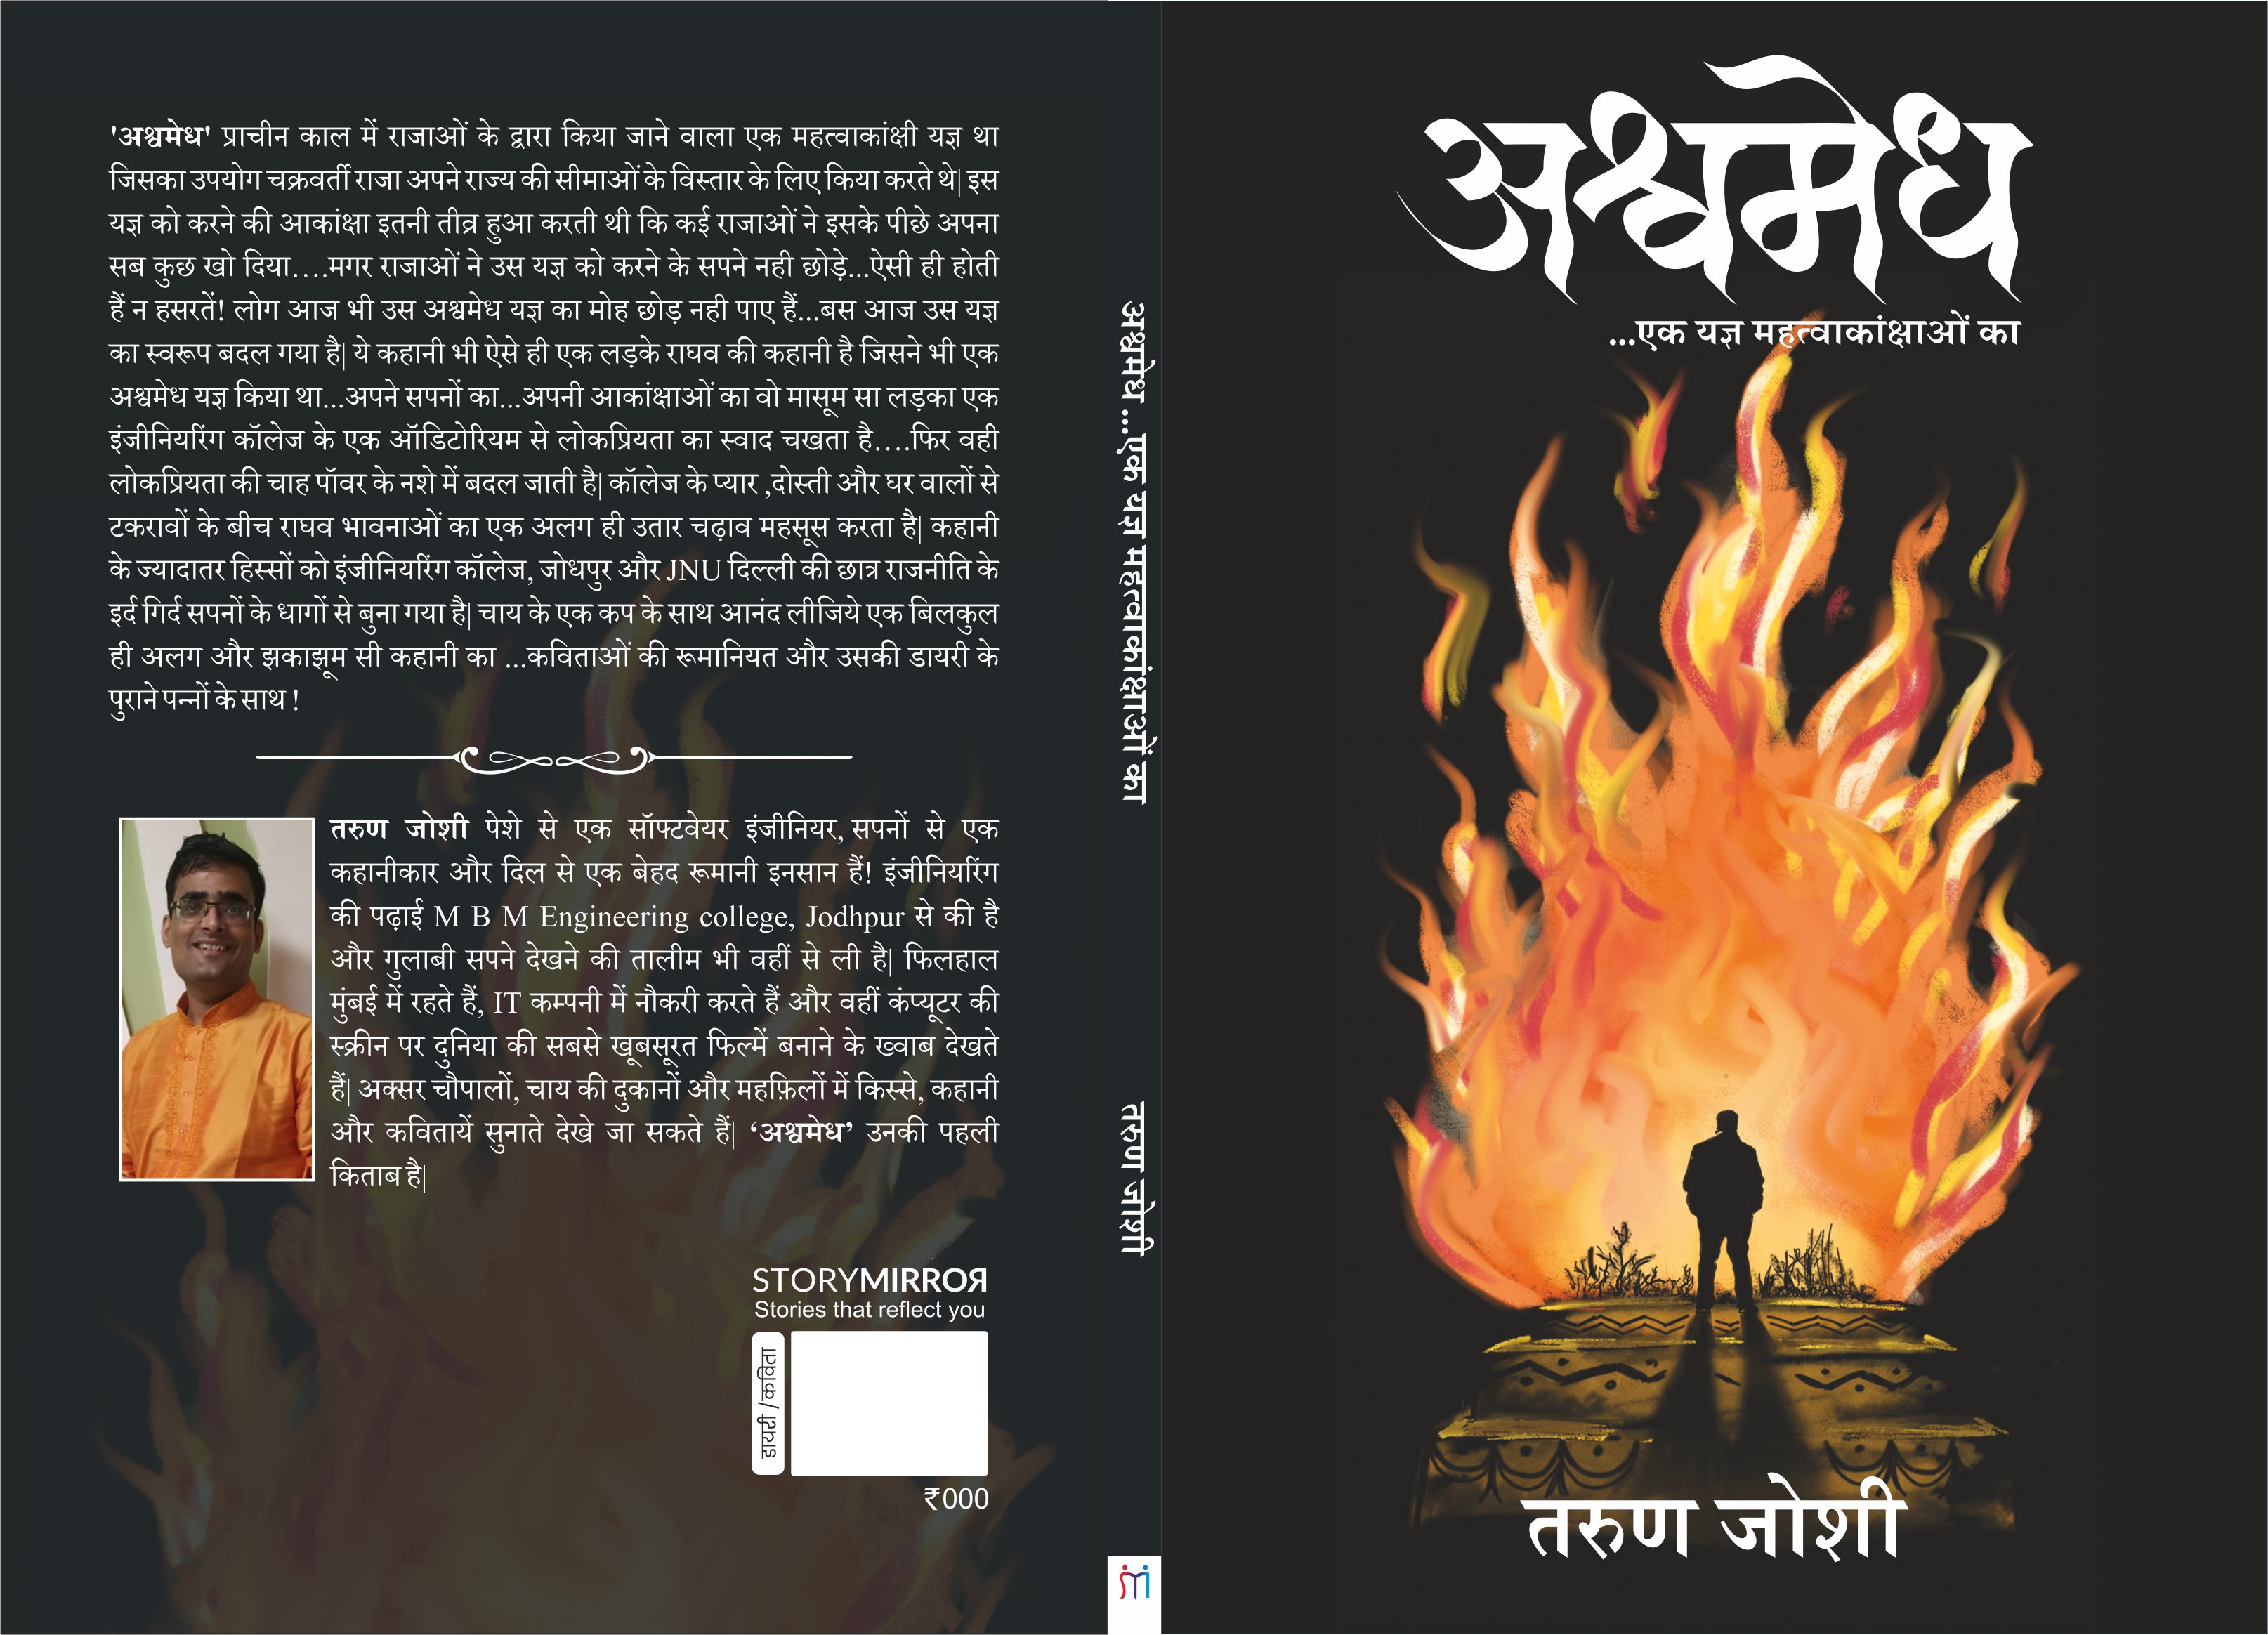 'अश्वमेध' प्राचीन काल में राजाओं के द्वारा किया जाने वाला एक महत्वाकांक्षी यज्ञ था
जिसका उपयोग चक्रवर्ती राजा अपने राज्य की सीमाओं के विस्तार के लिए किया करते थे| इस
यज्ञ को करने की आकांक्षा इतनी तीव्र हुआ करती थी कि कई राजाओं ने इसके पीछे अपना
सब कुछ खो दिया....मगर राजाओं ने उस यज्ञ को करने के सपने नही छोड़े...ऐसी ही होती
हैं न हसरतें! लोग आज भी उस अश्वमेध यज्ञ का मोह छोड़ नही पाए हैं...बस आज उस यज्ञ
का स्वरूप बदल गया है| ये कहानी भी ऐसे ही एक लड़के राघव की कहानी है जिसने भी एक
अश्वमेध यज्ञ किया था...अपने सपनों का...अपनी आकांक्षाओं का वो मासूम सा लड़का एक
इंजीनियरिंग कॉलेज के एक ऑडिटोरियम से लोकप्रियता का स्वाद चखता है....फिर वही
लोकप्रियता की चाह पॉवर के नशे में बदल जाती है| कॉलेज के प्यार ,दोस्ती और घर वालों से
टकरावों के बीच राघव भावनाओं का एक अलग ही उतार चढ़ाव महसूस करता है| कहानी
के ज्यादातर हिस्सों को इंजीनियरिंग कॉलेज, जोधपुर और JNU दिल्ली की छात्र राजनीति के
इर्द गिर्द सपनों के धागों से बुना गया है| चाय के एक कप के साथ आनंद लीजिये एक बिलकुल
ही अलग और झकाझूम सी कहानी का ...कविताओं की रूमानियत और उसकी डायरी के
पुराने पन्नों के साथ !
तरुण जोशी पेशे से एक सॉफ्टवेयर इंजीनियर, सपनों से एक
कहानीकार और दिल से एक बेहद रूमानी इनसान हैं! इंजीनियरिंग
की पढ़ाई M B M Engineering college, Jodhpur से की है
और गुलाबी सपने देखने की तालीम भी वहीं से ली है| फिलहाल
मुंबई में रहते हैं, IT कम्पनी में नौकरी करते हैं और वहीं कंप्यूटर की
स्क्रीन पर दुनिया की सबसे खूबसूरत फिल्में बनाने के ख्वाब देखते
हैं| अक्सर चौपालों, चाय की दुकानों और महफ़िलों में किस्से, कहानी
और कवितायें सुनाते देखे जा सकते हैं| ‘अश्वमेध’ उनकी पहली
किताब है|
STORYMIRROR
Stories that reflect you
डायरी /कविता
₹000
अश्वमेध...एक यज्ञ महत्वाकांक्षाओं का
तरुण जोशी
अश्वमेध
...एक यज्ञ महत्वाकांक्षाओं का
तरुण जोशी